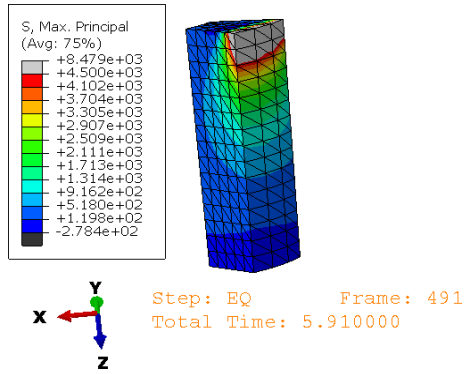 S, Max. Principal
(Avg: 75%)
+8.479e+03
+4.500e+03
+4.102e+03
+3.704e+03
+3.305e+03
+2.907e+03
+2.509e+03
+2.111e+03
+1.713e+03
+1.314e+03
+9.162e+02
+5.180e+02
+1.198e+02
-2.784e+02
Y
X
Z
Step: EQ Frame: 491
Total Time: 5.910000